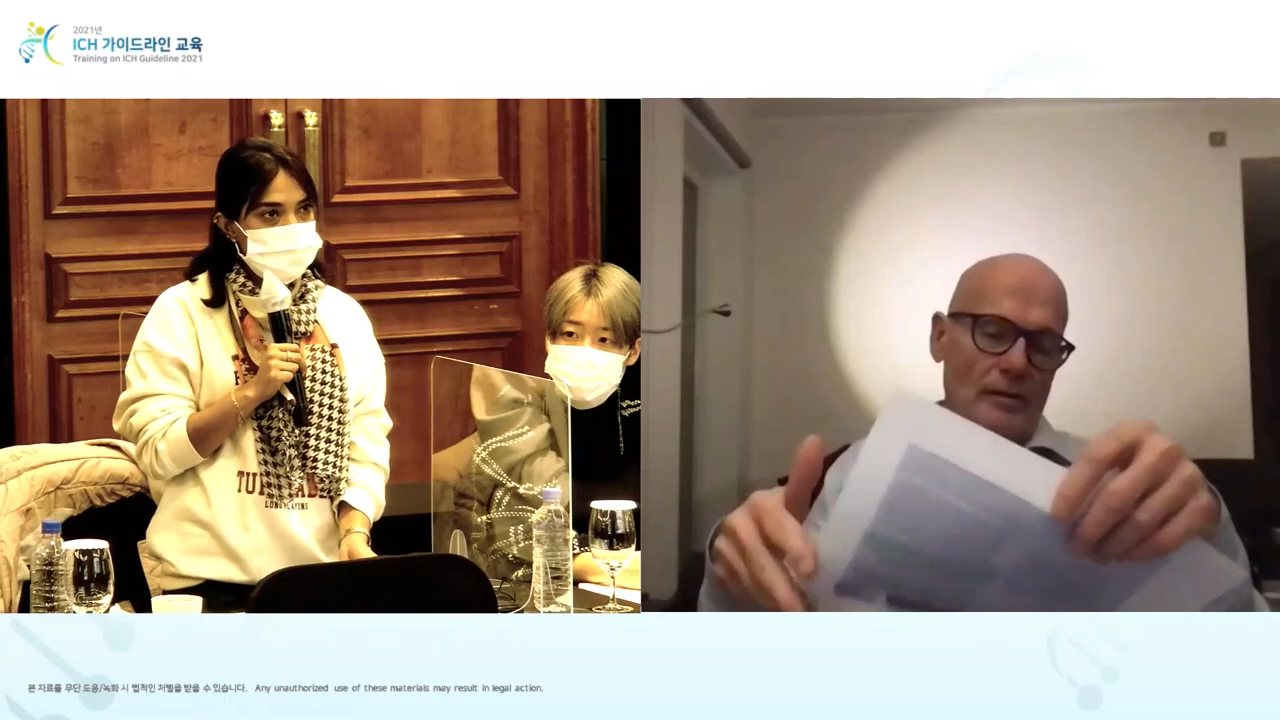 2021년
ICH 가이드라인 교육
Training on ICH Guideline 2021
LONGPLAYING
본 자료를 무단 도용/녹화 시 법적인 처벌을 받을 수 있습니다. Any unauthorized use of these materials may result in legal action.